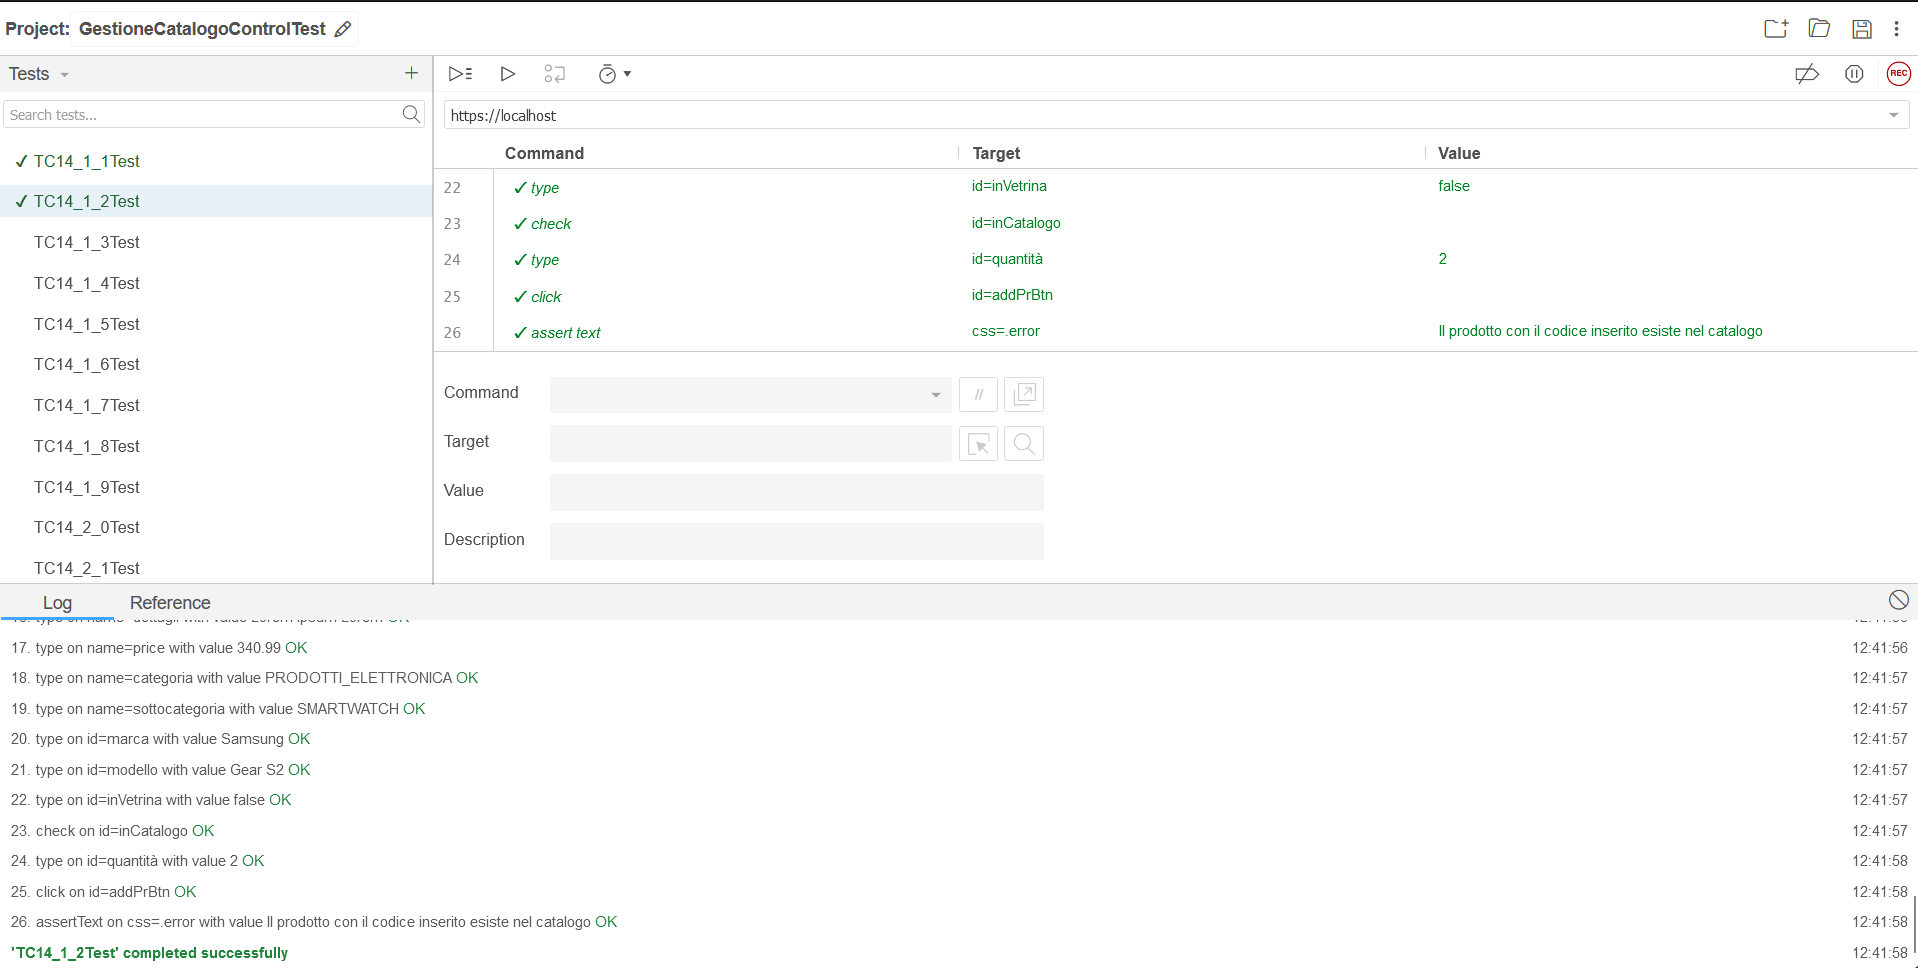 Project: GestioneCatalogoControlTest
Tests
Search tests...
https://localhost
REC
TC14_1_1Test
TC14_1_2Test
TC14_1_3Test
TC14_1_4Test
TC14_1_5Test
TC14_1_6Test
TC14_1_7Test
TC14_1_8Test
TC14_1_9Test
TC14_2_0Test
TC14_2_1Test
Command Target Value
22 ✓ type id=inVetrina false
23 ✓ check id=inCatalogo
24 ✓ type id=quantità 2
25 ✓ click id=addPrBtn
26 ✓ assert text css=.error Il prodotto con il codice inserito esiste nel catalogo
Command //
Target
Value
Description
Log Reference
17. type on name=price with value 340.99 OK 12:41:56
18. type on name=categoria with value PRODOTTI_ELETTRONICA OK 12:41:57
19. type on name=sottocategoria with value SMARTWATCH OK 12:41:57
20. type on id=marca with value Samsung OK 12:41:57
21. type on id=modello with value Gear S2 OK 12:41:57
22. type on id=inVetrina with value false OK 12:41:57
23. check on id=inCatalogo OK 12:41:57
24. type on id=quantità with value 2 OK 12:41:58
25. click on id=addPrBtn OK 12:41:58
26. assertText on css=.error with value Il prodotto con il codice inserito esiste nel catalogo OK 12:41:58
'TC14_1_2Test' completed successfully 12:41:58